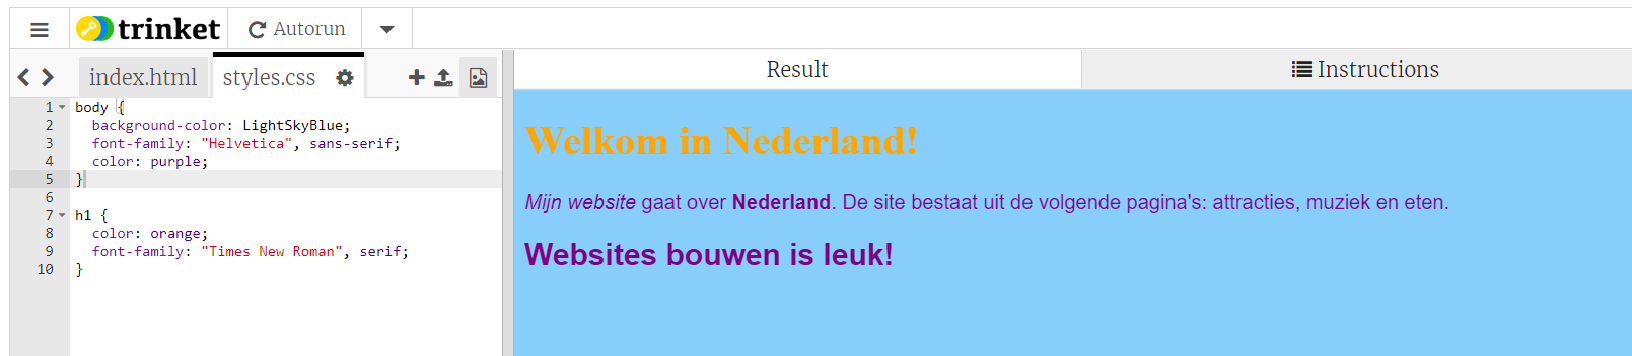 trinket Autorun
index.html styles.css
Result Instructions
1 body {
2 background-color: LightSkyBlue;
3 font-family: "Helvetica", sans-serif;
4 color: purple;
5 }
6
7 h1 {
8 color: orange;
9 font-family: "Times New Roman", serif;
10 }
Welkom in Nederland!
Mijn website gaat over Nederland. De site bestaat uit de volgende pagina's: attracties, muziek en eten.
Websites bouwen is leuk!